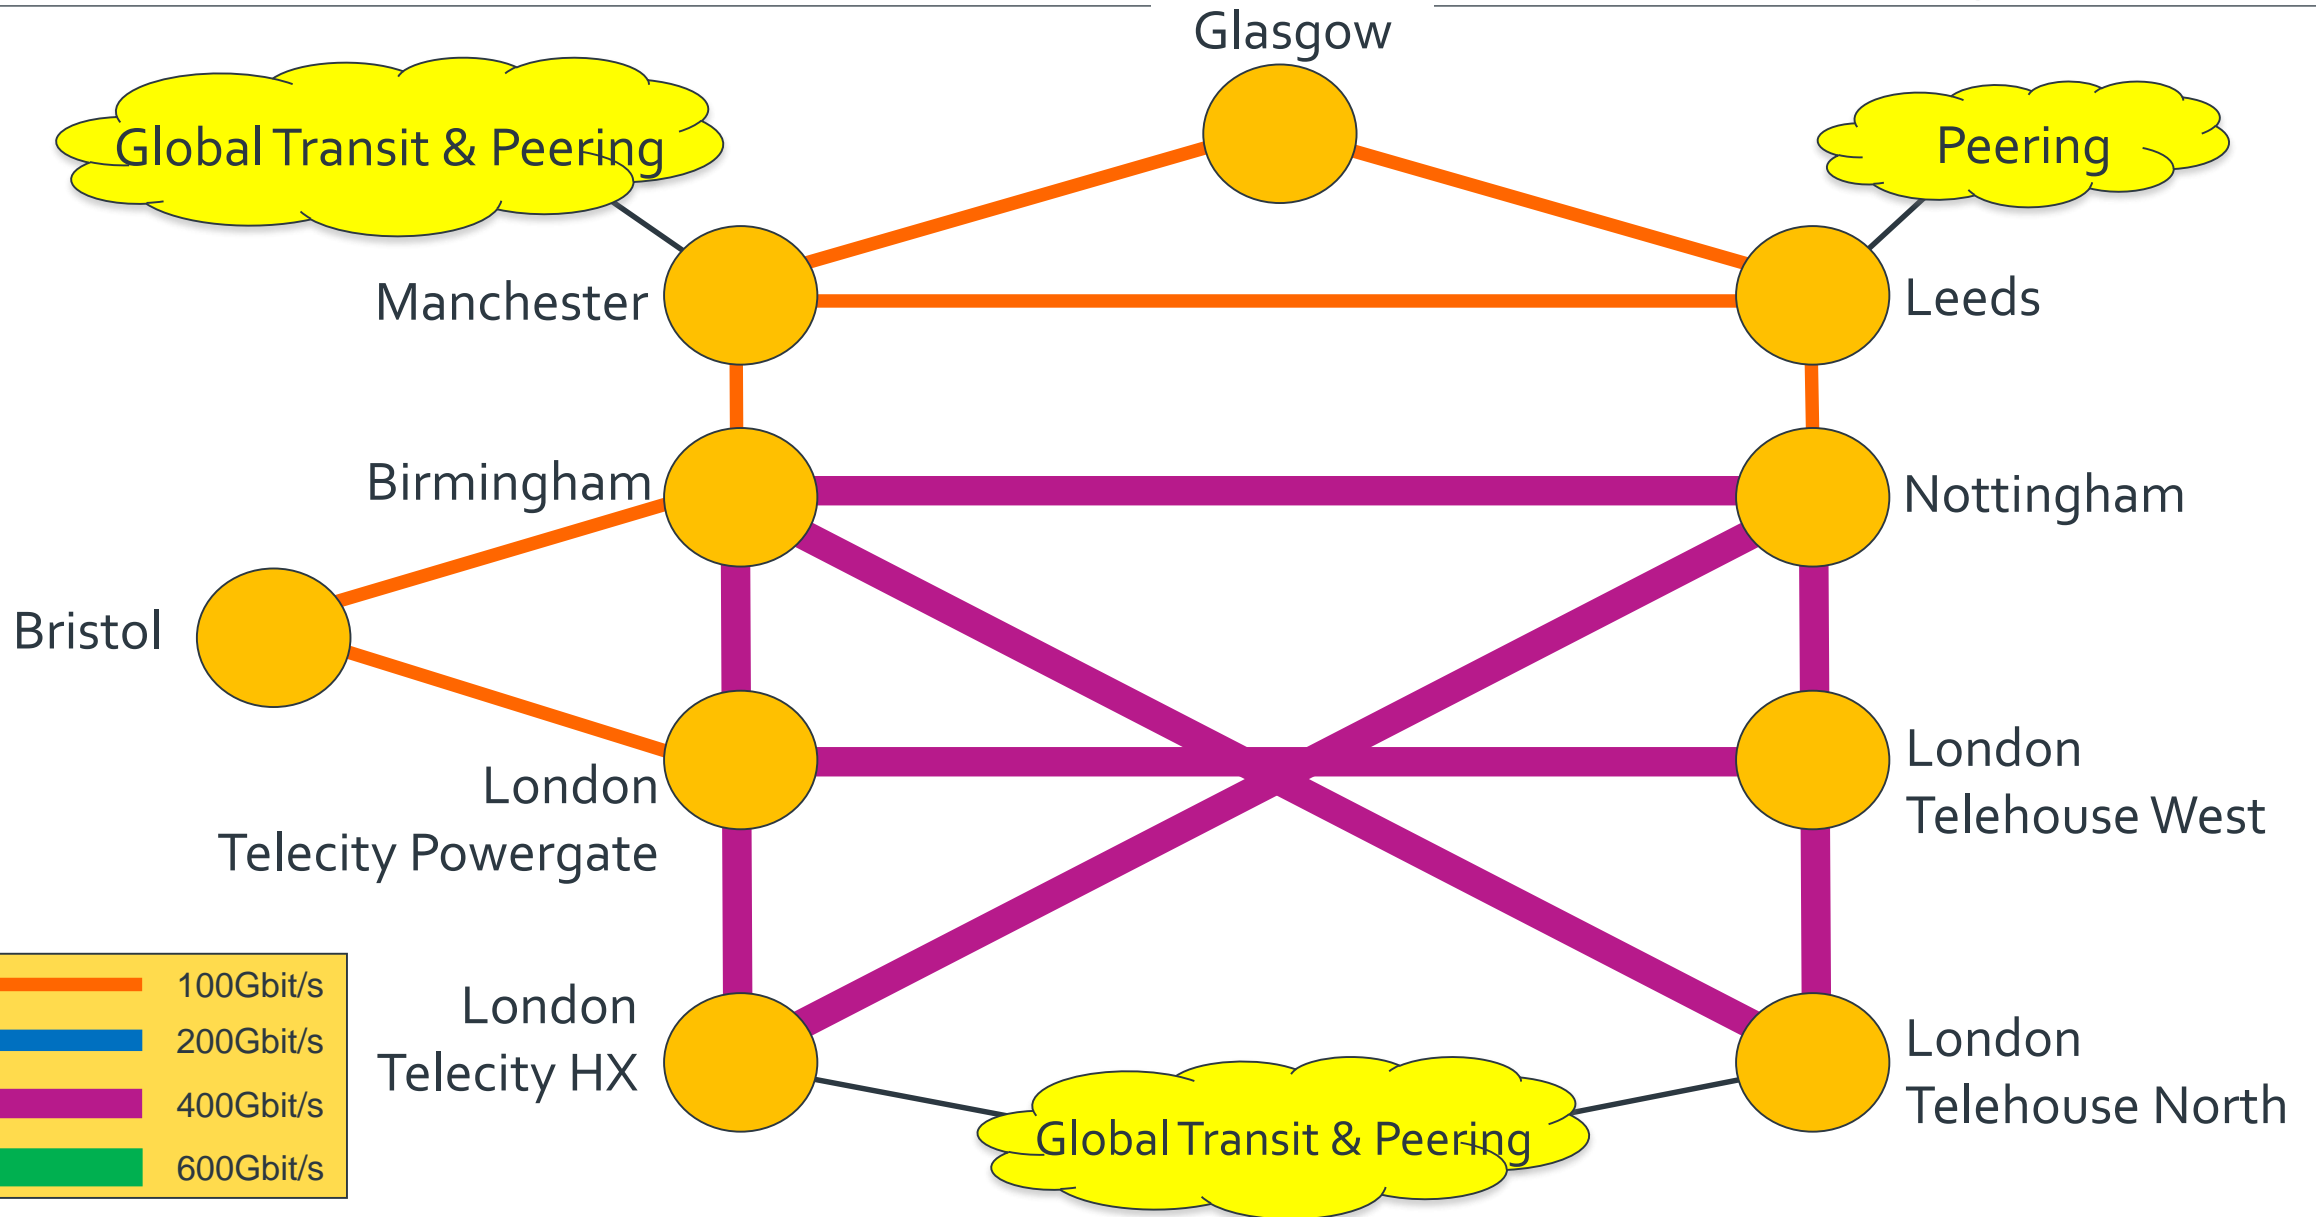 Glasgow
Global Transit & Peering
Peering
Manchester
Leeds
Birmingham
Nottingham
Bristol
London
Telecity Powergate
London
Telehouse West
London
Telecity HX
London
Telehouse North
Global Transit & Peering
100Gbit/s
200Gbit/s
400Gbit/s
600Gbit/s